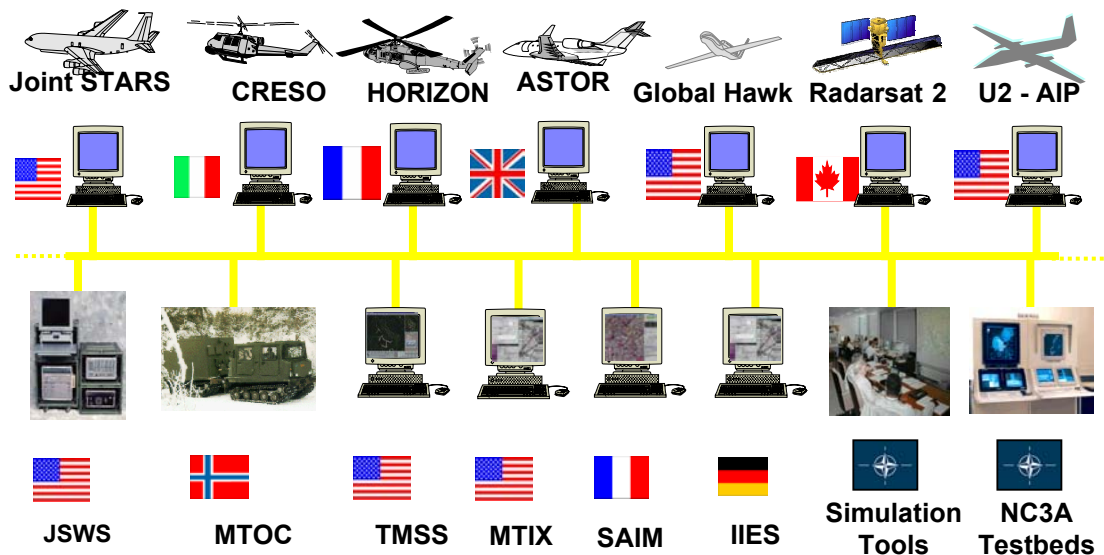 Joint STARS
CRESO
HORIZON
ASTOR
Global Hawk
Radarsat 2
U2 - AIP
JSWS
MTOC
TMSS
MTIX
SAIM
IIES
Simulation
Tools
NC3A
Testbeds